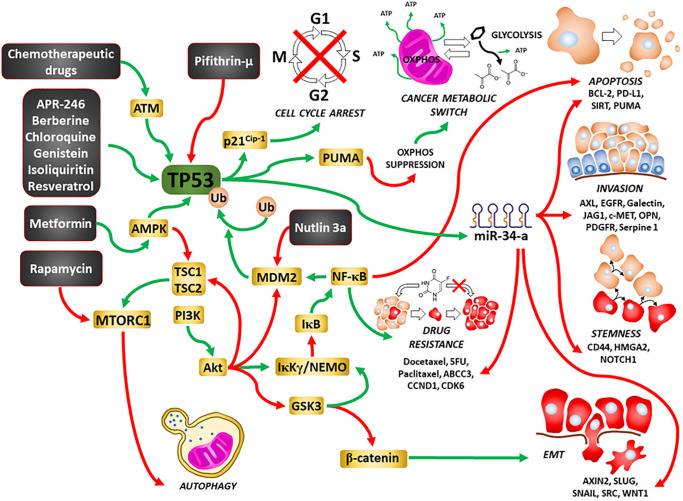 Chemotherapeutic
drugs
Pifithrin-μ
ATM
APR-246
Berberine
Chloroquine
Genistein
Isoliquiritin
Resveratrol
Metformin
Rapamycin
G1
M
S
G2
CELL CYCLE ARREST
ATP
ATP
ATP
ATP
OXPHOS
GLYCOLYSIS
ATP
CANCER METABOLIC
SWITCH
APOPTOSIS
BCL-2, PD-L1,
SIRT, PUMA
p21Cip-1
PUMA
OXPHOS
SUPPRESSION
TP53
Ub
Ub
AMPK
Nutlin 3a
miR-34-a
INVASION
AXL, EGFR, Galectin,
JAG1, c-MET, OPN,
PDGFR, Serpine 1
TSC1
TSC2
MDM2
NF-κB
MTORC1
PI3K
IκB
Akt
IκKγ/NEMO
GSK3
β-catenin
HN
NH
O
O
F
DRUG
RESISTANCE
Docetaxel, 5FU,
Paclitaxel, ABCC3,
CCND1, CDK6
STEMNESS
CD44, HMGA2,
NOTCH1
AUTOPHAGY
EMT
AXIN2, SLUG,
SNAIL, SRC, WNT1